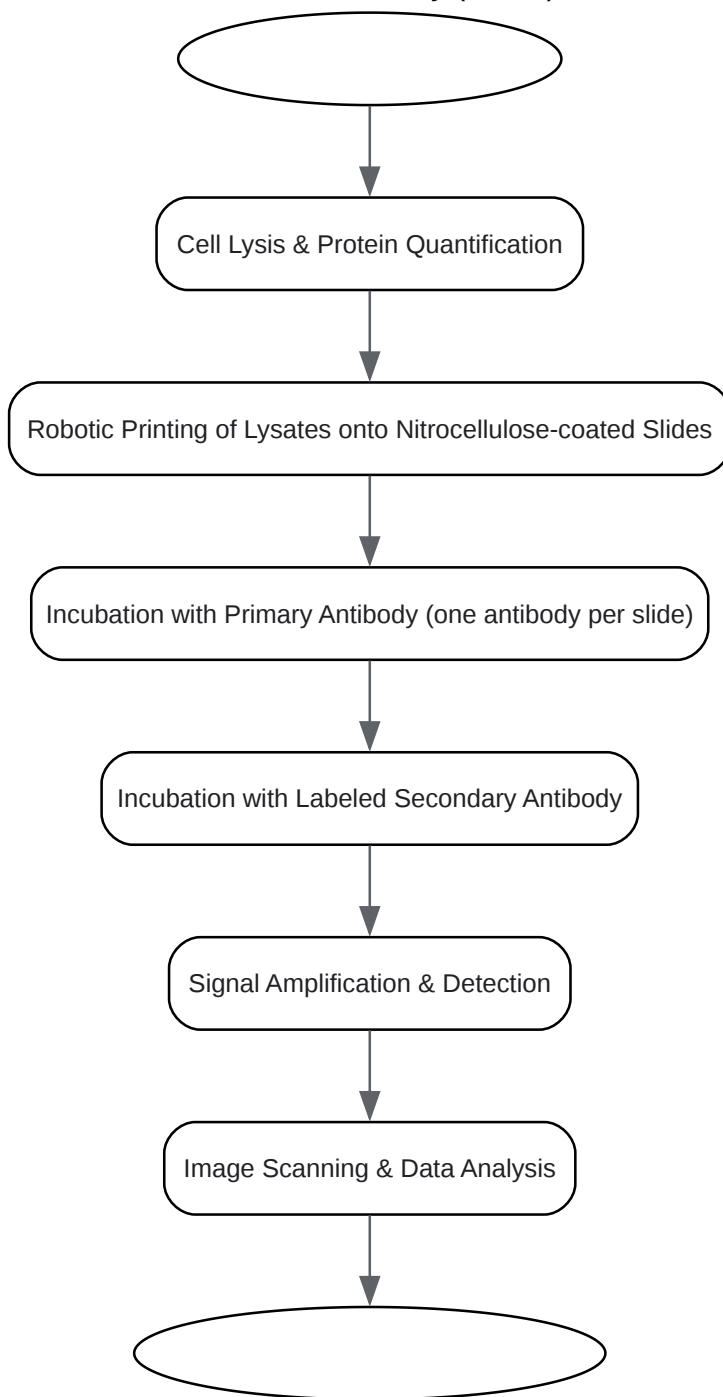 Cell Lysis & Protein Quantification
Robotic Printing of Lysates onto Nitrocellulose-coated Slides
Incubation with Primary Antibody (one antibody per slide)
Incubation with Labeled Secondary Antibody
Signal Amplification & Detection
Image Scanning & Data Analysis